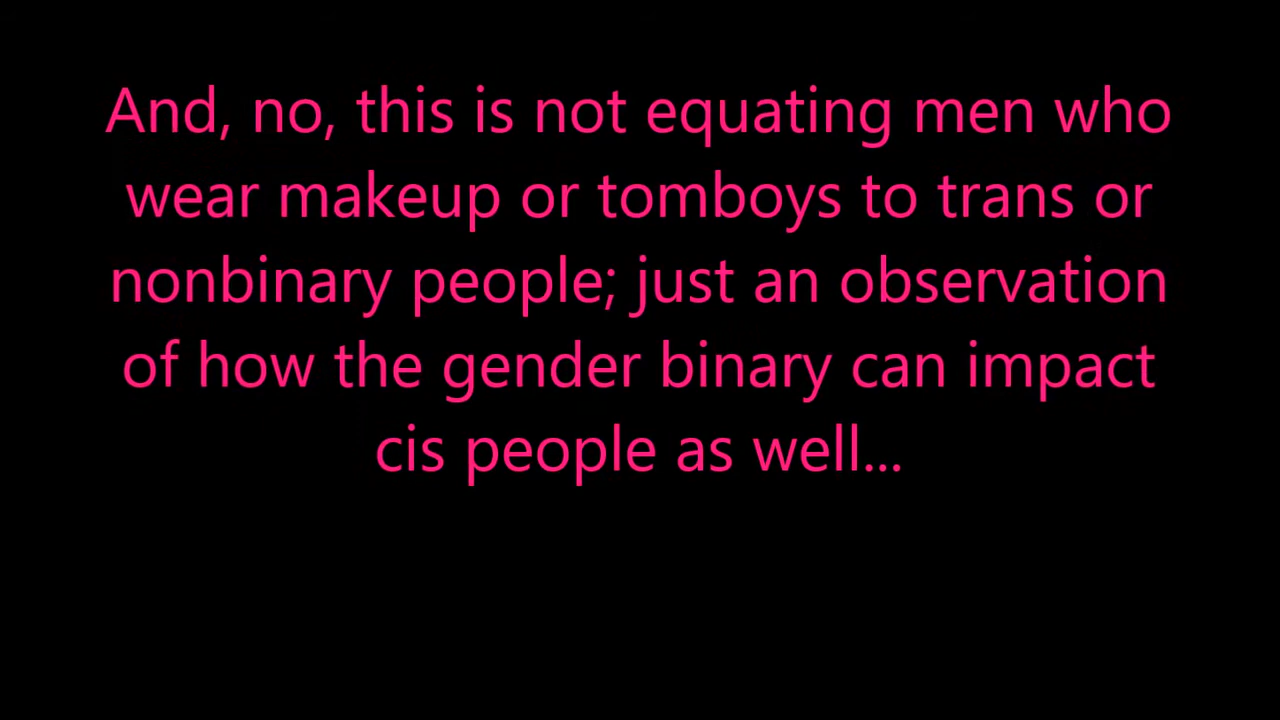 And, no, this is not equating men who
wear makeup or tomboys to trans or
nonbinary people; just an observation
of how the gender binary can impact
cis people as well...